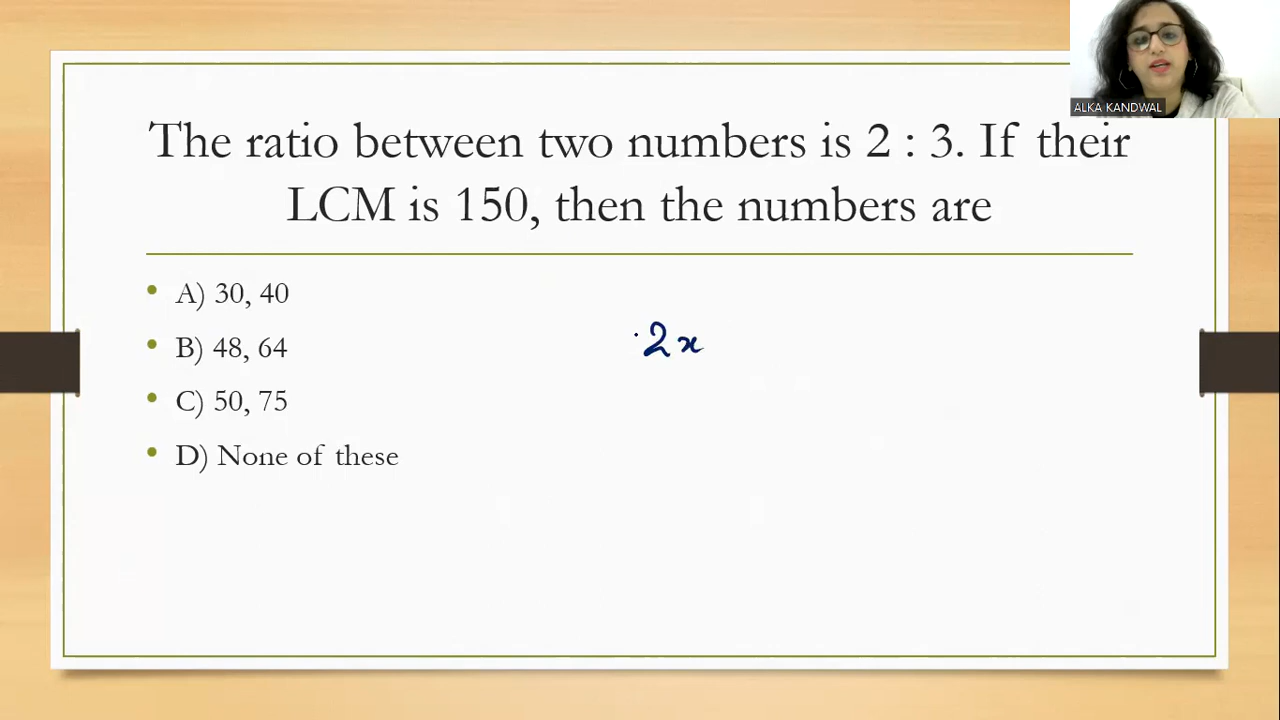 ALKA KANDWAL
The ratio between two numbers is 2 : 3. If their
LCM is 150, then the numbers are
• A) 30, 40
• B) 48, 64
• C) 50, 75
• D) None of these
2x